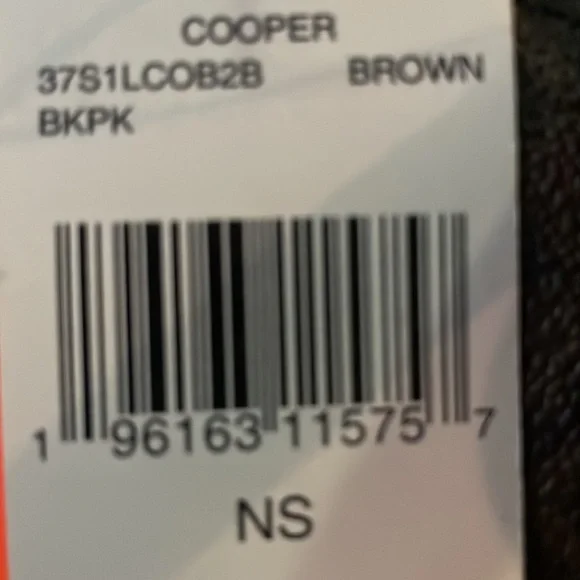 COOPER
37S1LCOB2B BROWN
BKPK
1 96163 11575 7
NS